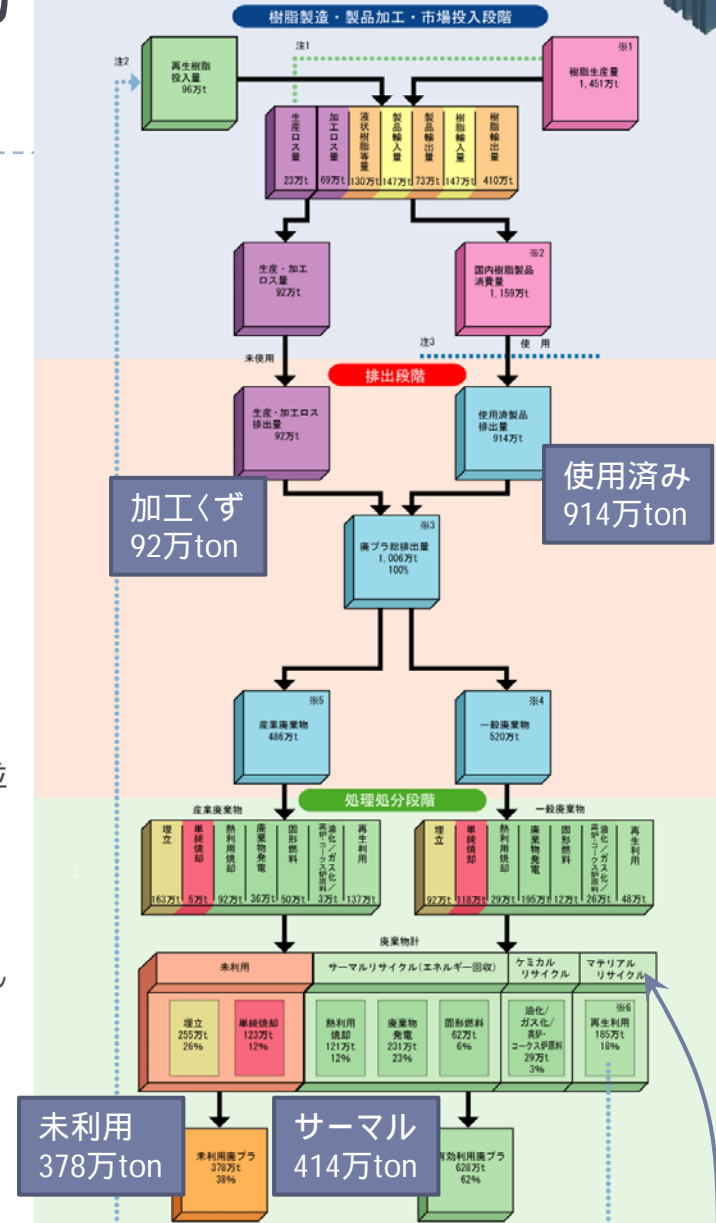 樹脂製造・製品加工・市場投入段階
注2
再生樹脂
投入量
96万t
注1
※1
樹脂生産量
1,451万t
生産ロス量
23万t
加工ロス量
69万t
液状樹脂等量
130万t
製品輸入量
147万t
製品輸出量
73万t
樹脂輸入量
147万t
樹脂輸出量
410万t
生産・加工
ロス量
92万t
※2
国内樹脂製品
消費量
1,159万t
未使用
注3
使 用
排出段階
生産・加工ロス
排出量
92万t
使用済製品
排出量
914万t
加工くず
92万ton
使用済み
914万ton
※3
廃プラ総排出量
1,006万t
100%
※5
産業廃棄物
486万t
※4
一般廃棄物
520万t
処理処分段階
産業廃棄物
埋立
163万t
単純焼却
5万t
熱利用焼却
92万t
廃棄物発電
36万t
固形燃料
50万t
油化/ガス化/
高炉・コークス炉原料
3万t
再生利用
137万t
一般廃棄物
埋立
92万t
単純焼却
118万t
熱利用焼却
29万t
廃棄物発電
195万t
固形燃料
12万t
油化/ガス化/
高炉・コークス炉原料
26万t
再生利用
48万t
廃棄物計
未利用
サーマルリサイクル(エネルギー回収)
ケミカル
リサイクル
マテリアル
リサイクル
埋立
255万t
26%
単純焼却
123万t
12%
熱利用
焼却
121万t
12%
廃棄物
発電
231万t
23%
固形燃料
62万t
6%
油化/
ガス化/
高炉・
コークス炉原料
29万t
3%
※6
再生利用
185万t
18%
未利用
378万ton
サーマル
414万ton
未利用廃プラ
378万t
38%
有効利用廃プラ
628万t
62%
2